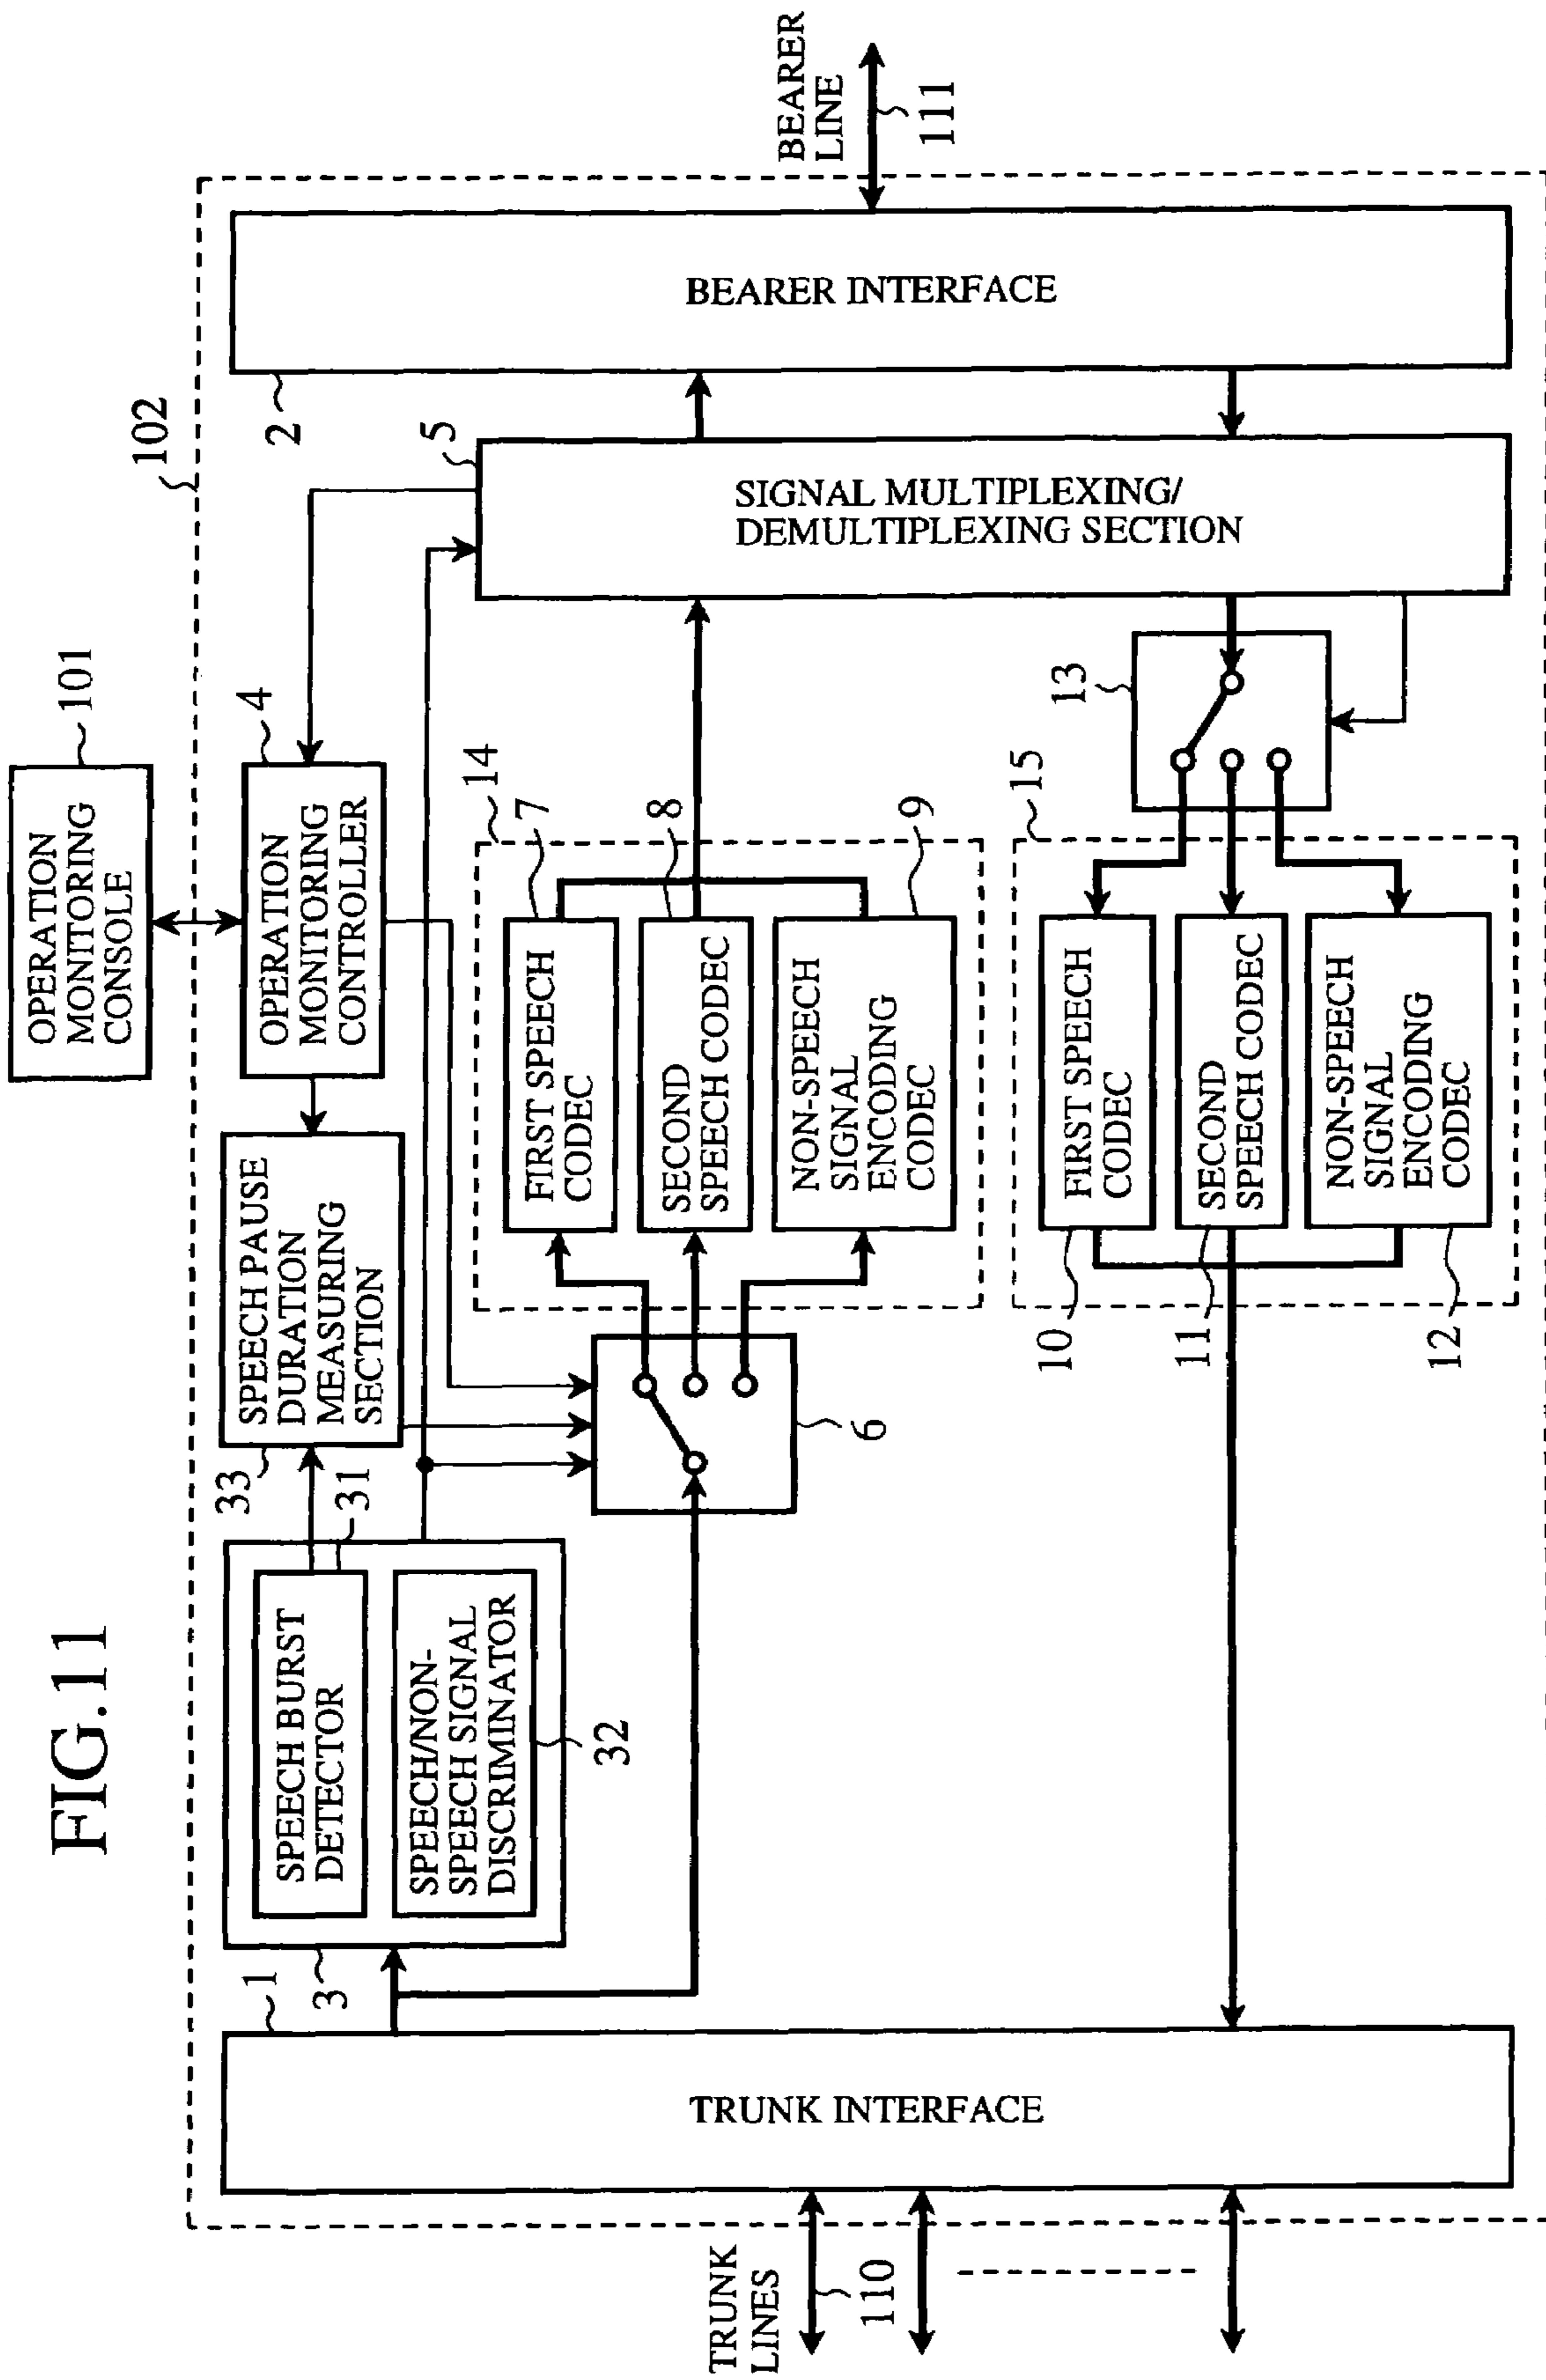 FIG.11
OPERATION
MONITORING
CONSOLE
101
102
TRUNK
LINES
110
1
TRUNK INTERFACE
3
SPEECH BURST
DETECTOR
31
SPEECH/NON-
SPEECH SIGNAL
DISCRIMINATOR
32
33
SPEECH PAUSE
DURATION
MEASURING
SECTION
4
OPERATION
MONITORING
CONTROLLER
6
14
7
FIRST SPEECH
CODEC
8
SECOND
SPEECH CODEC
9
NON-SPEECH
SIGNAL
ENCODING
CODEC
15
10
FIRST SPEECH
CODEC
11
SECOND
SPEECH CODEC
12
NON-SPEECH
SIGNAL
ENCODING
CODEC
13
5
SIGNAL MULTIPLEXING/
DEMULTIPLEXING SECTION
2
BEARER INTERFACE
BEARER
LINE
111